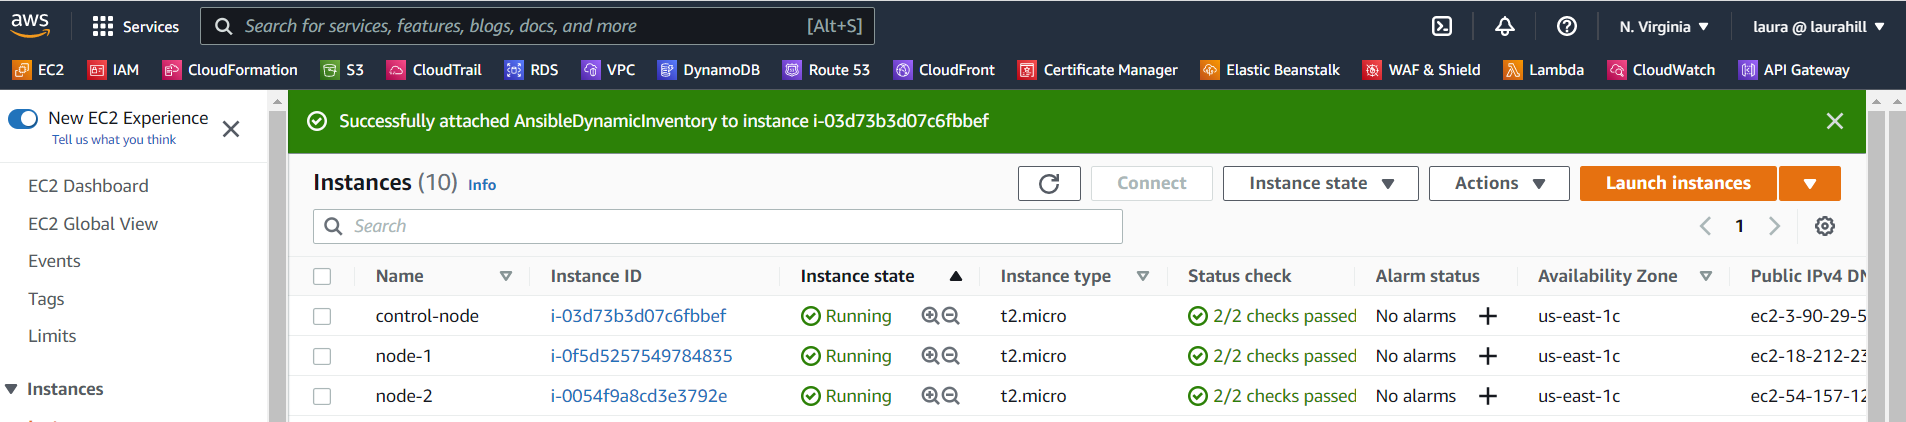 aws Services Search for services, features, blogs, docs, and more [Alt+S] N. Virginia laura @ laurahill
EC2 IAM CloudFormation S3 CloudTrail RDS VPC DynamoDB Route 53 CloudFront Certificate Manager Elastic Beanstalk WAF & Shield Lambda CloudWatch API Gateway
New EC2 Experience
Tell us what you think
EC2 Dashboard
EC2 Global View
Events
Tags
Limits
Instances
Successfully attached AnsibleDynamicInventory to instance i-03d73b3d07c6fbbef
Instances (10) Info Connect Instance state Actions Launch instances
Search 1
Name Instance ID Instance state Instance type Status check Alarm status Availability Zone Public IPv4 DN
control-node i-03d73b3d07c6fbbef Running t2.micro 2/2 checks passed No alarms us-east-1c ec2-3-90-29-5
node-1 i-0f5d5257549784835 Running t2.micro 2/2 checks passed No alarms us-east-1c ec2-18-212-23
node-2 i-0054f9a8cd3e3792e Running t2.micro 2/2 checks passed No alarms us-east-1c ec2-54-157-12